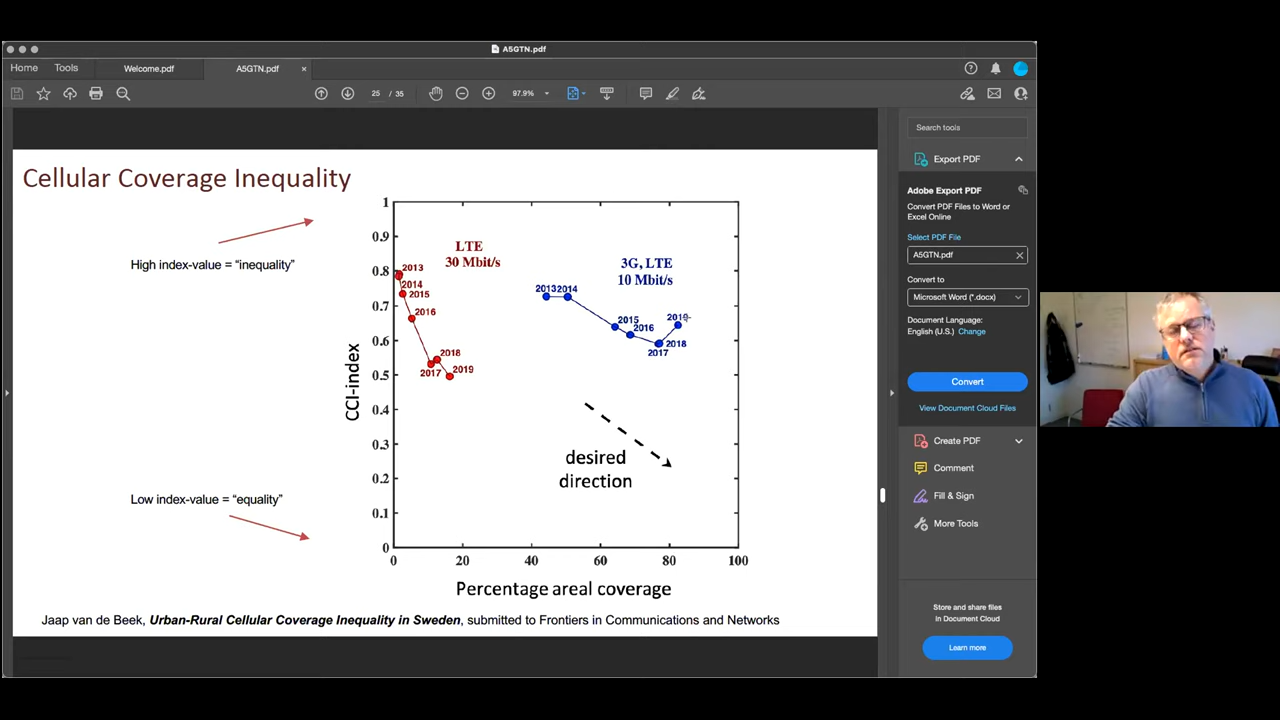 A5GTN.pdf
Home
Tools
Welcome.pdf
A5GTN.pdf
25 / 35
97.9%
Search tools
Export PDF
Adobe Export PDF
Convert PDF Files to Word or
Excel Online
Select PDF File
A5GTN.pdf
Convert to
Microsoft Word (*.docx)
Document Language:
English (U.S.) Change
Convert
View Document Cloud Files
Create PDF
Comment
Fill & Sign
More Tools
Store and share files
in Document Cloud
Learn more
Cellular Coverage Inequality
High index-value = “inequality”
Low index-value = “equality”
CCI-index
1
0.9
0.8
0.7
0.6
0.5
0.4
0.3
0.2
0.1
0
LTE
30 Mbit/s
2013
2014
2015
2016
2018
2017
2019
3G, LTE
10 Mbit/s
2013
2014
2015
2016
2019
2018
2017
desired
direction
0
20
40
60
80
100
Percentage areal coverage
Jaap van de Beek, Urban-Rural Cellular Coverage Inequality in Sweden, submitted to Frontiers in Communications and Networks